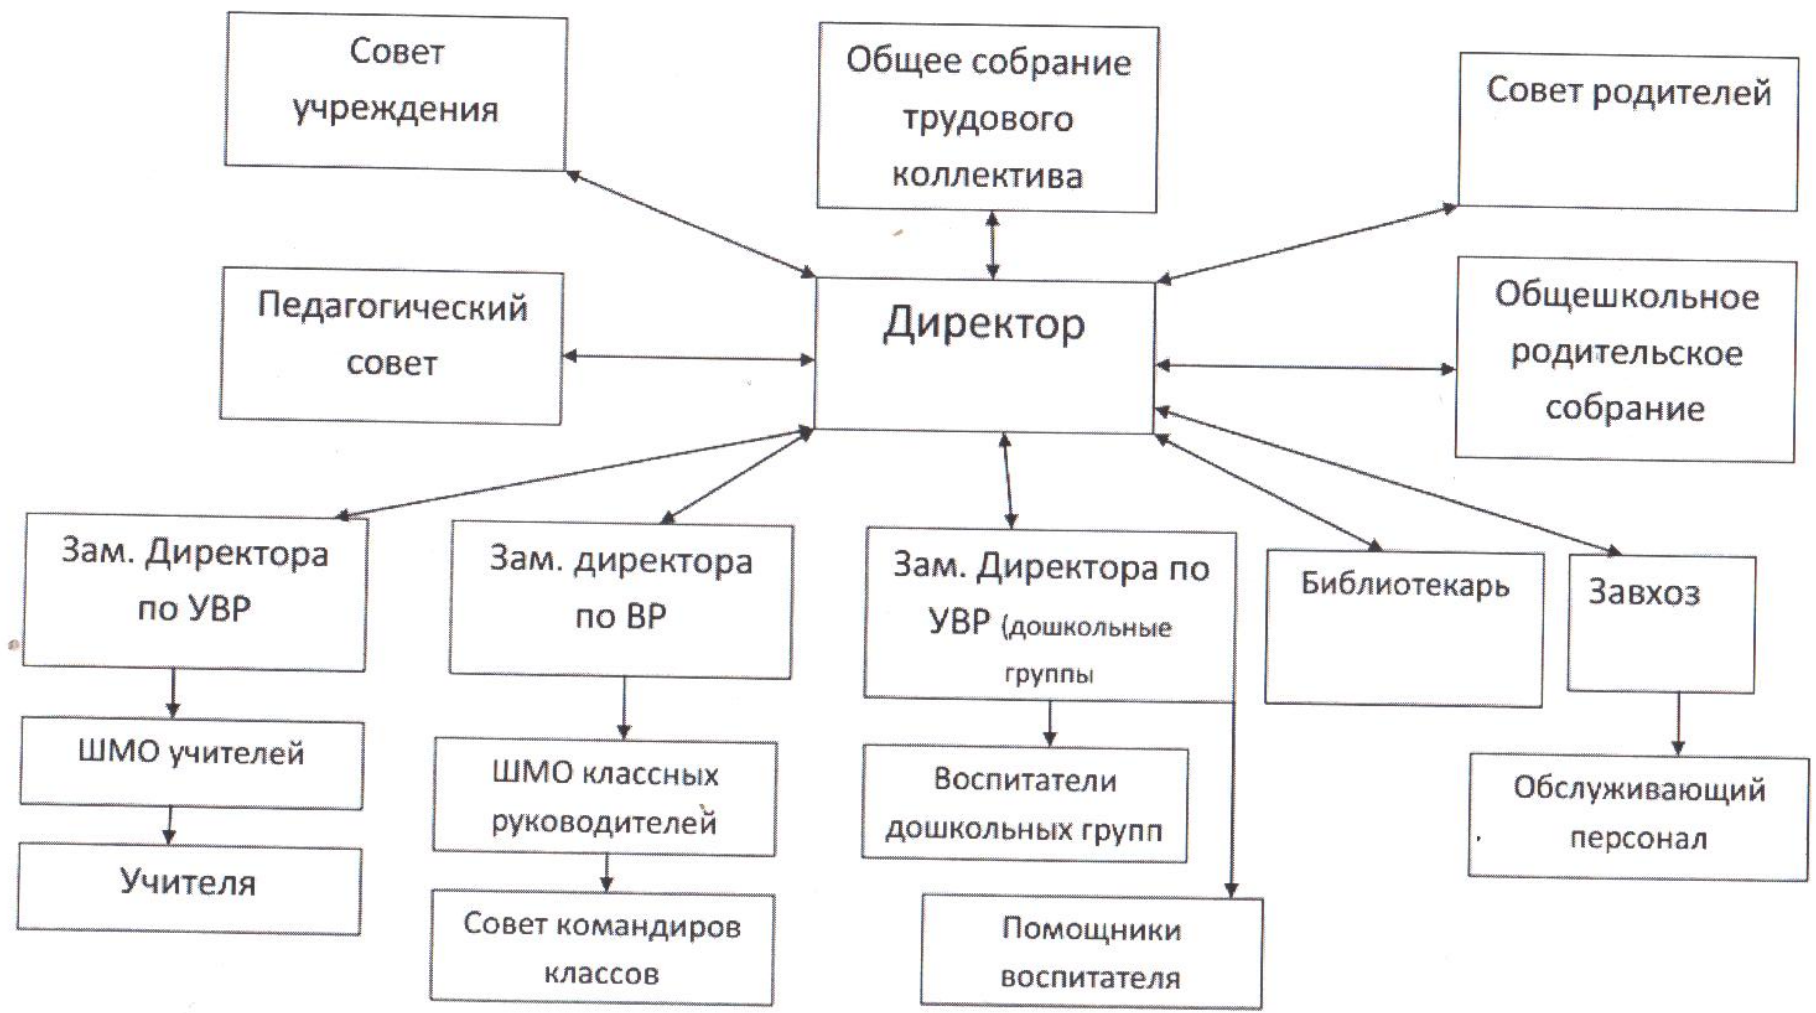 Совет
учреждения
Общее собрание
трудового
коллектива
Совет родителей
Педагогический
совет
Директор
Общешкольное
родительское
собрание
Зам. Директора
по УВР
Зам. директора
по ВР
Зам. Директора по
УВР (дошкольные
группы
Библиотекарь
Завхоз
ШМО учителей
ШМО классных
руководителей
Воспитатели
дошкольных групп
Обслуживающий
персонал
Учителя
Совет командиров
классов
Помощники
воспитателя